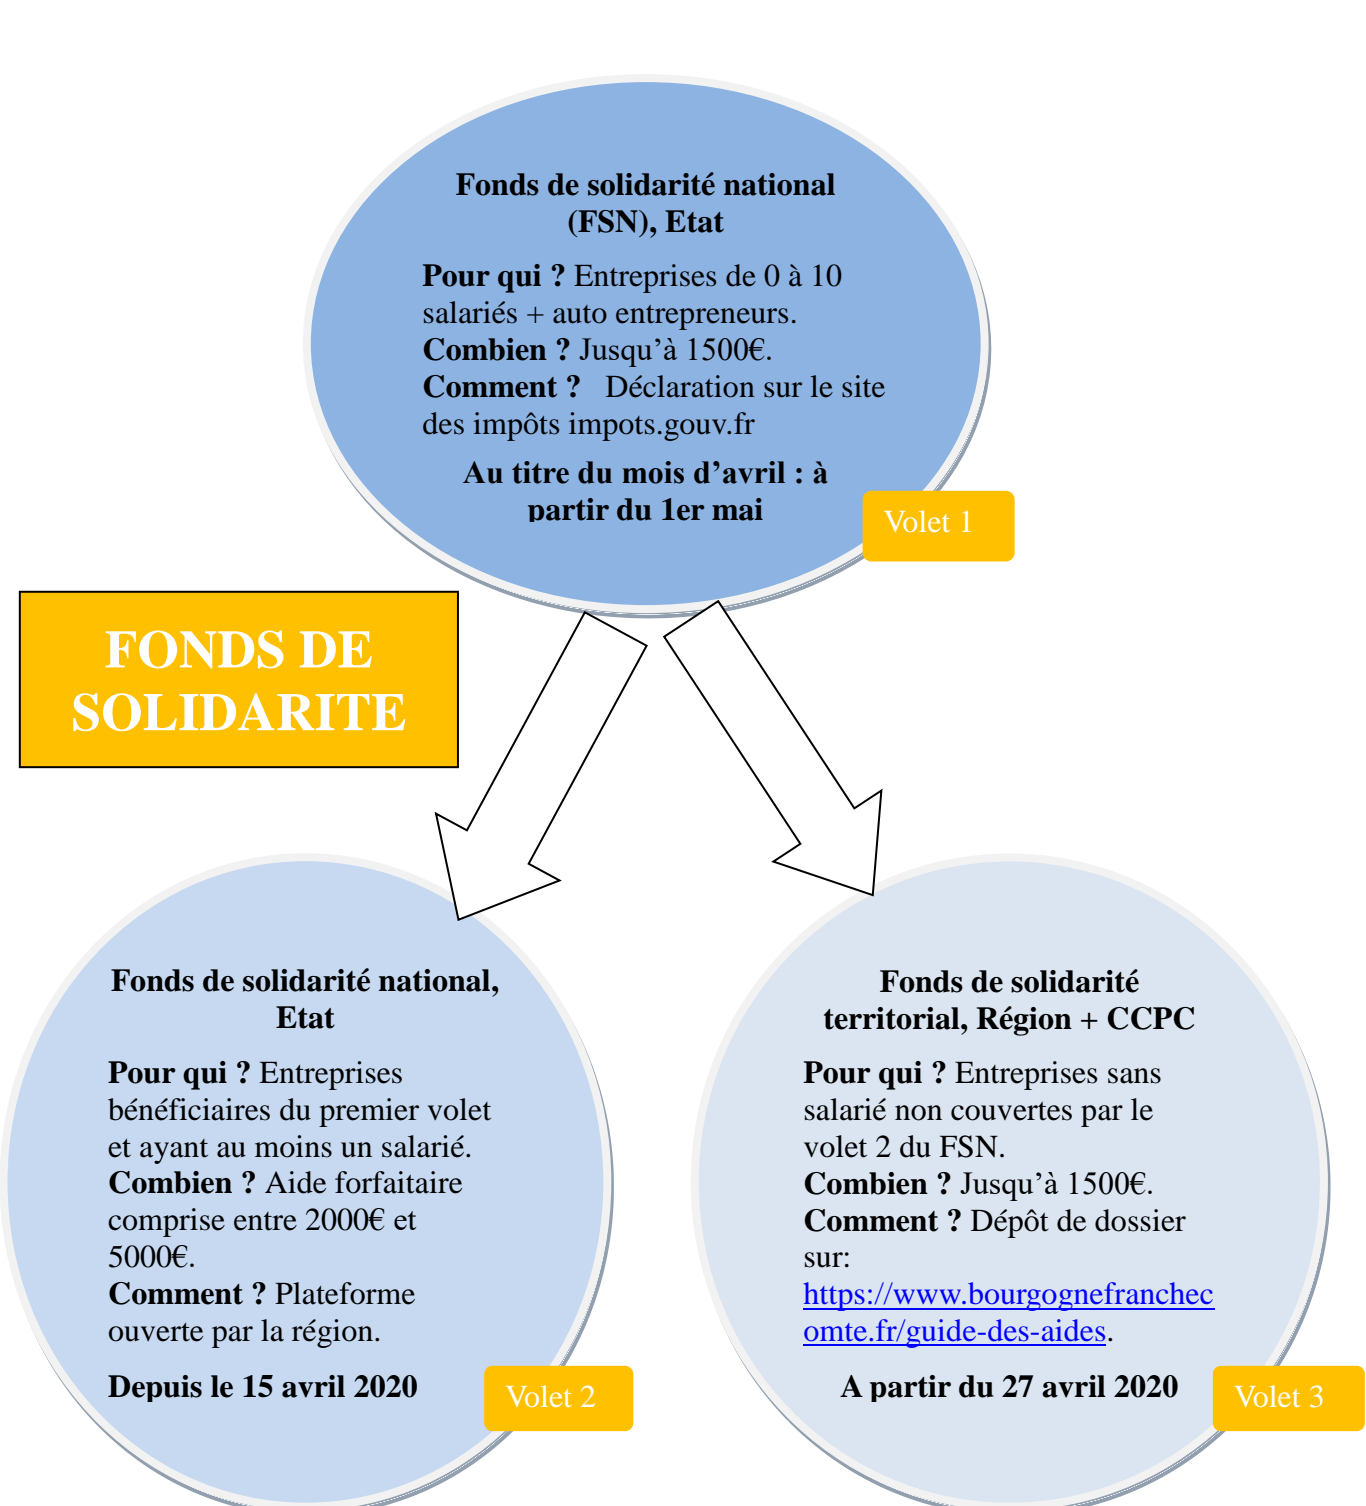 Fonds de solidarité national
(FSN), Etat
Pour qui ? Entreprises de 0 à 10
salariés + auto entrepreneurs.
Combien ? Jusqu’à 1500€.
Comment ?   Déclaration sur le site
des impôts impots.gouv.fr
Au titre du mois d’avril : à
partir du 1er mai
Volet 1
FONDS DE
SOLIDARITE
Fonds de solidarité national,
Etat
Pour qui ? Entreprises
bénéficiaires du premier volet
et ayant au moins un salarié.
Combien ? Aide forfaitaire
comprise entre 2000€ et
5000€.
Comment ? Plateforme
ouverte par la région.
Depuis le 15 avril 2020
Volet 2
Fonds de solidarité
territorial, Région + CCPC
Pour qui ? Entreprises sans
salarié non couvertes par le
volet 2 du FSN.
Combien ? Jusqu’à 1500€.
Comment ? Dépôt de dossier
sur:
https://www.bourgognefranchec
omte.fr/guide-des-aides.
A partir du 27 avril 2020
Volet 3